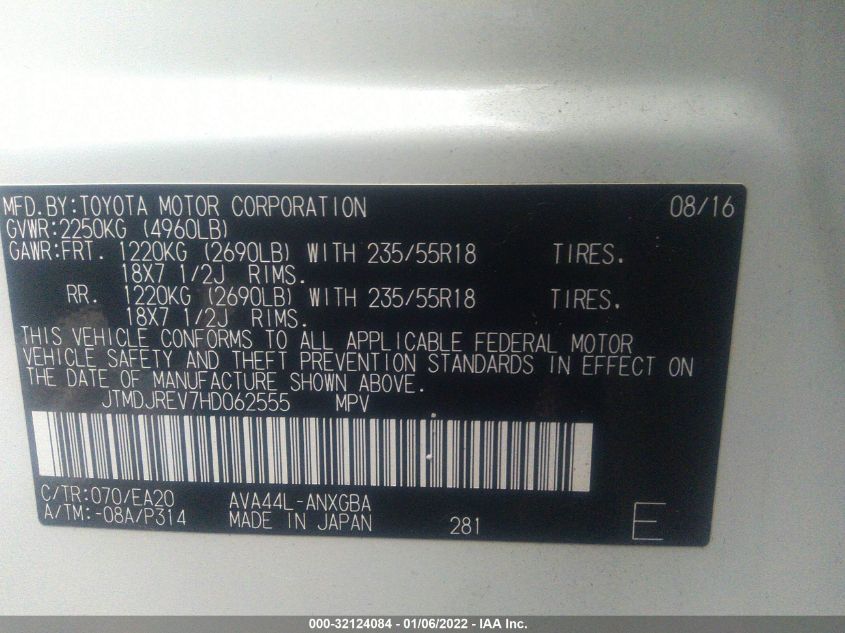 MFD.BY:TOYOTA MOTOR CORPORATION 08/16
GVWR:2250KG (4960LB)
GAWR:FRT. 1220KG (2690LB) WITH 235/55R18 TIRES.
18X7 1/2J RIMS.
RR. 1220KG (2690LB) WITH 235/55R18 TIRES.
18X7 1/2J RIMS.
THIS VEHICLE CONFORMS TO ALL APPLICABLE FEDERAL MOTOR
VEHICLE SAFETY AND THEFT PREVENTION STANDARDS IN EFFECT ON
THE DATE OF MANUFACTURE SHOWN ABOVE.
JTMDJREV7HD062555 MPV
C/TR:070/EA20 AVA44L-ANXGBA
A/TM:-08A/P314 MADE IN JAPAN 281 E
000-32124084 - 01/06/2022 - IAA Inc.